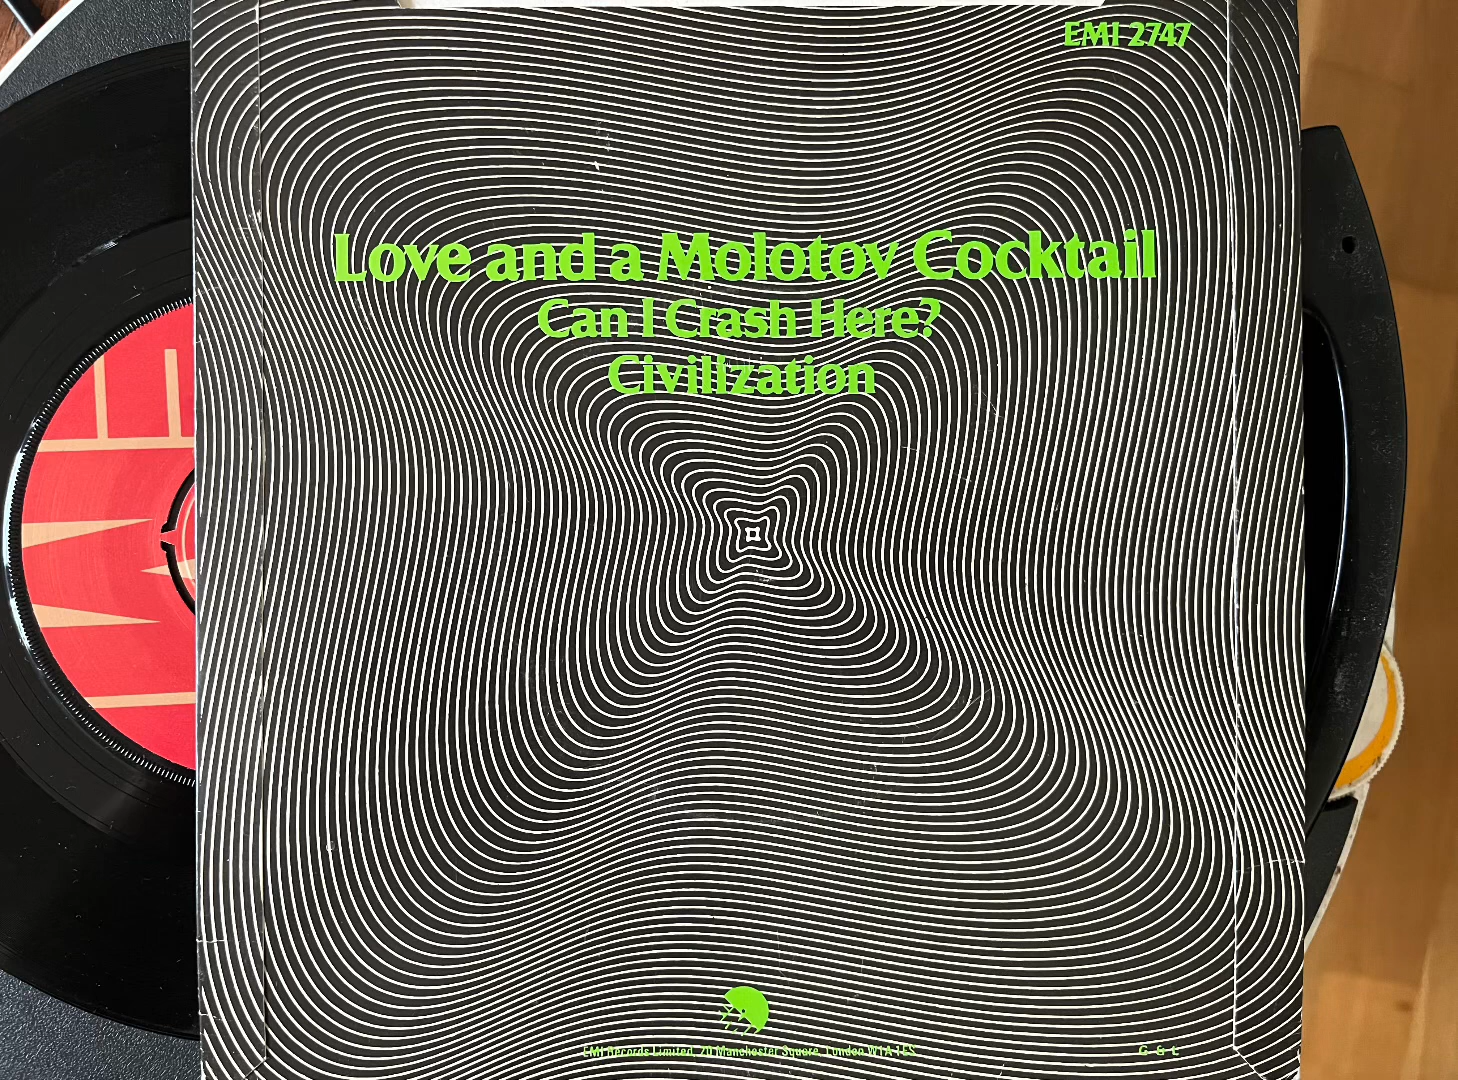 EMI 2747
Love and a Molotov Cocktail
Can I Crash Here?
Civilization
EMI Records Limited, 20 Manchester Square, London W1A 1ES
G & L